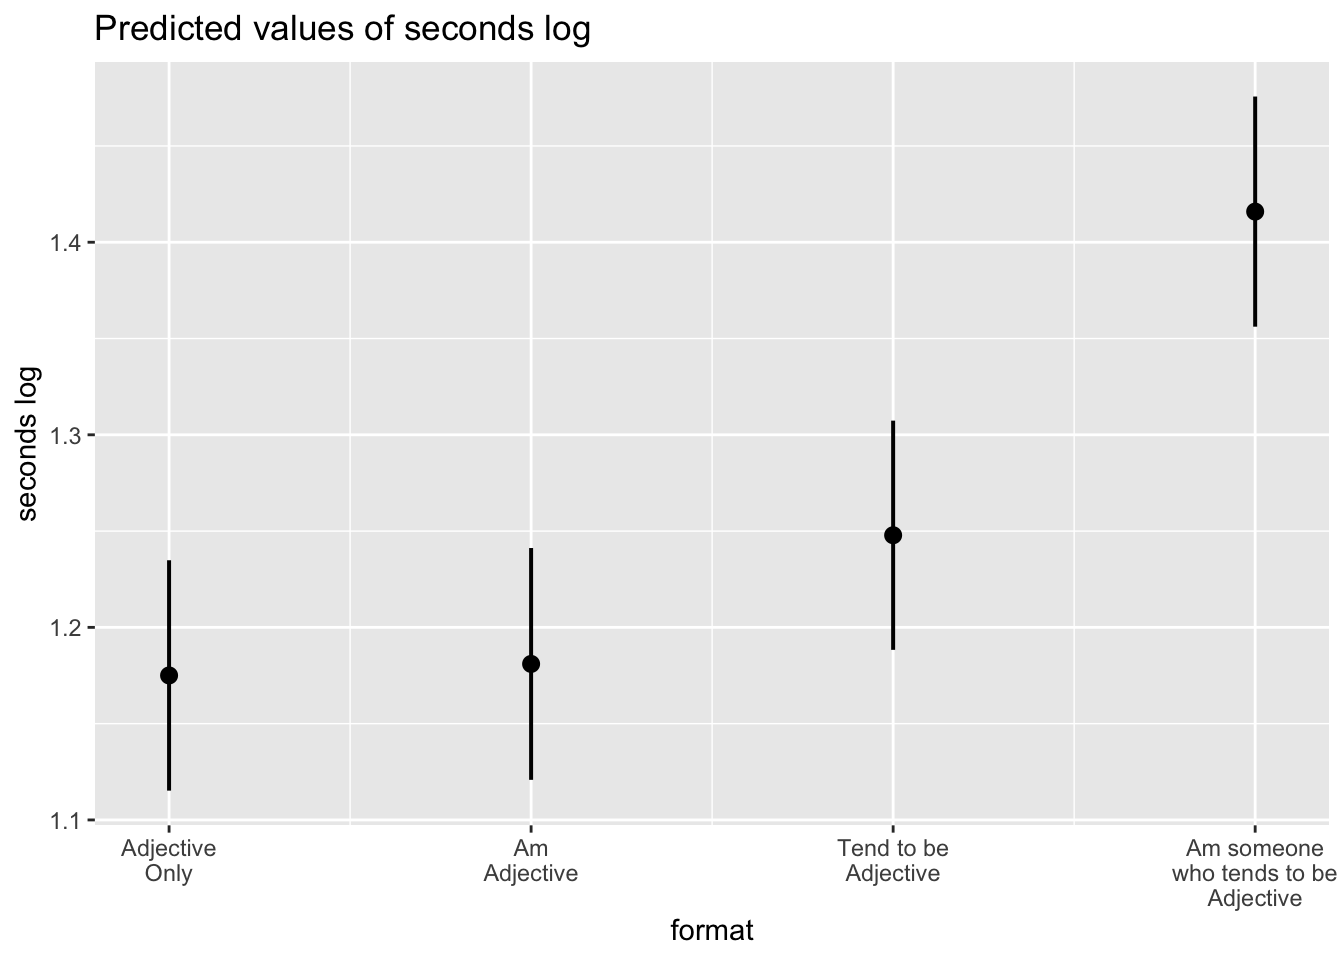 Predicted values of seconds log
seconds log
1.4
1.3
1.2
1.1
Adjective
Only
Am
Adjective
Tend to be
Adjective
Am someone
who tends to be
Adjective
format